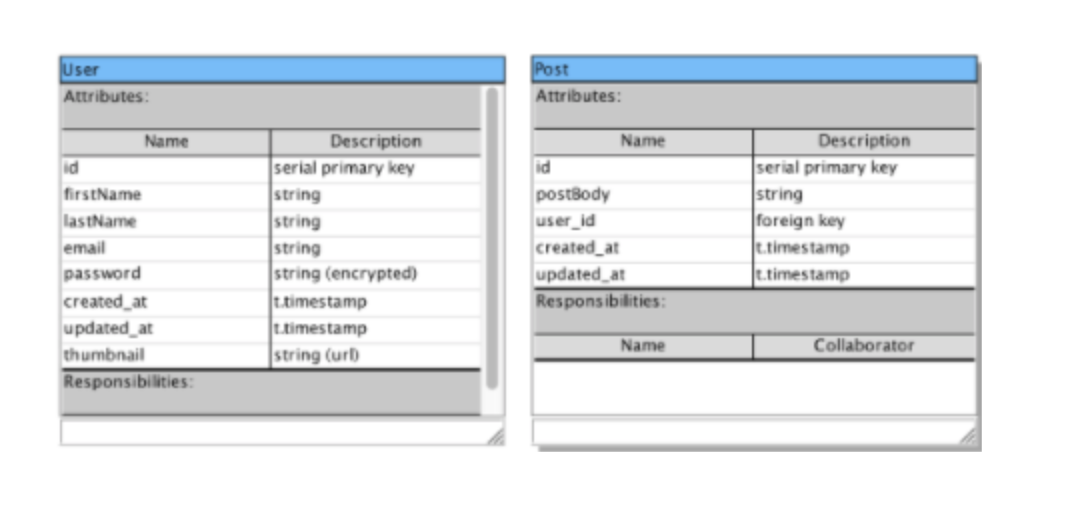 User
Attributes:
Name Description
id serial primary key
firstName string
lastName string
email string
password string (encrypted)
created_at t.timestamp
updated_at t.timestamp
thumbnail string (url)
Responsibilities:
Post
Attributes:
Name Description
id serial primary key
postBody string
user_id foreign key
created_at t.timestamp
updated_at t.timestamp
Responsibilities:
Name Collaborator